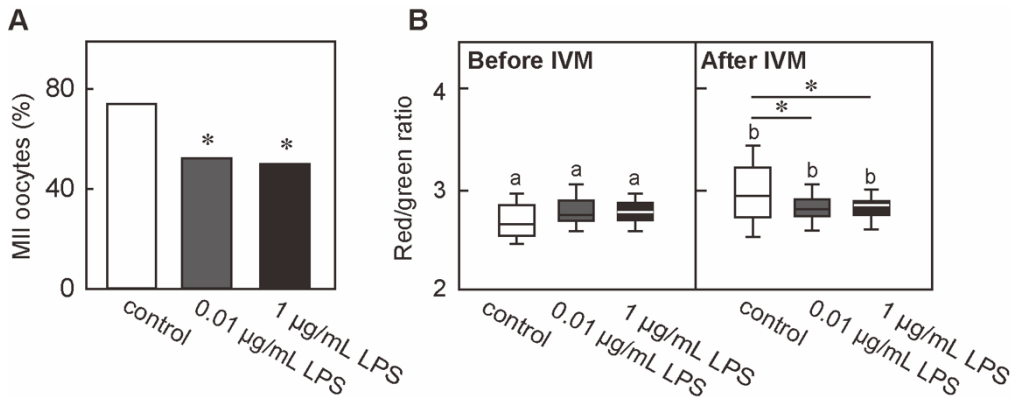 A
MII oocytes (%)
80
40
0
*
*
control
0.01 µg/mL LPS
1 µg/mL LPS
B
Red/green ratio
4
3
2
Before IVM
a
a
a
control
0.01 µg/mL LPS
1 µg/mL LPS
After IVM
*
*
b
b
b
control
0.01 µg/mL LPS
1 µg/mL LPS